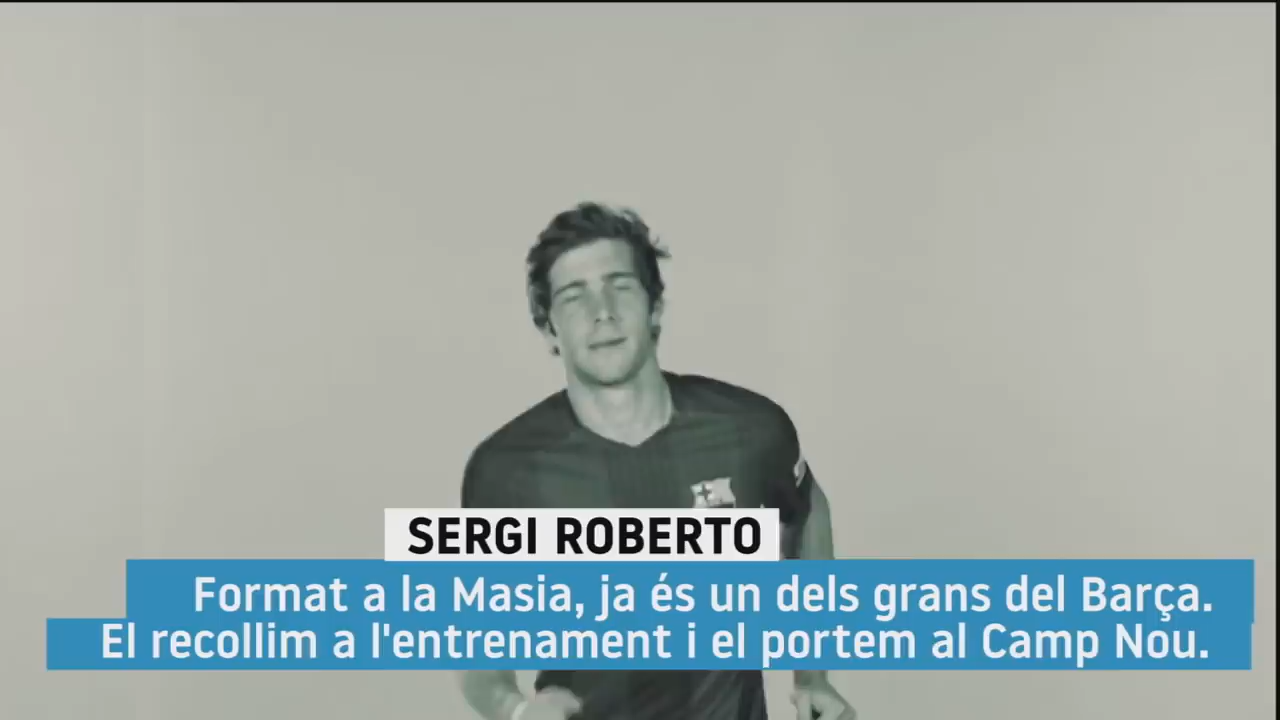 SERGI ROBERTO
Format a la Masia, ja és un dels grans del Barça.
El recollim a l'entrenament i el portem al Camp Nou.